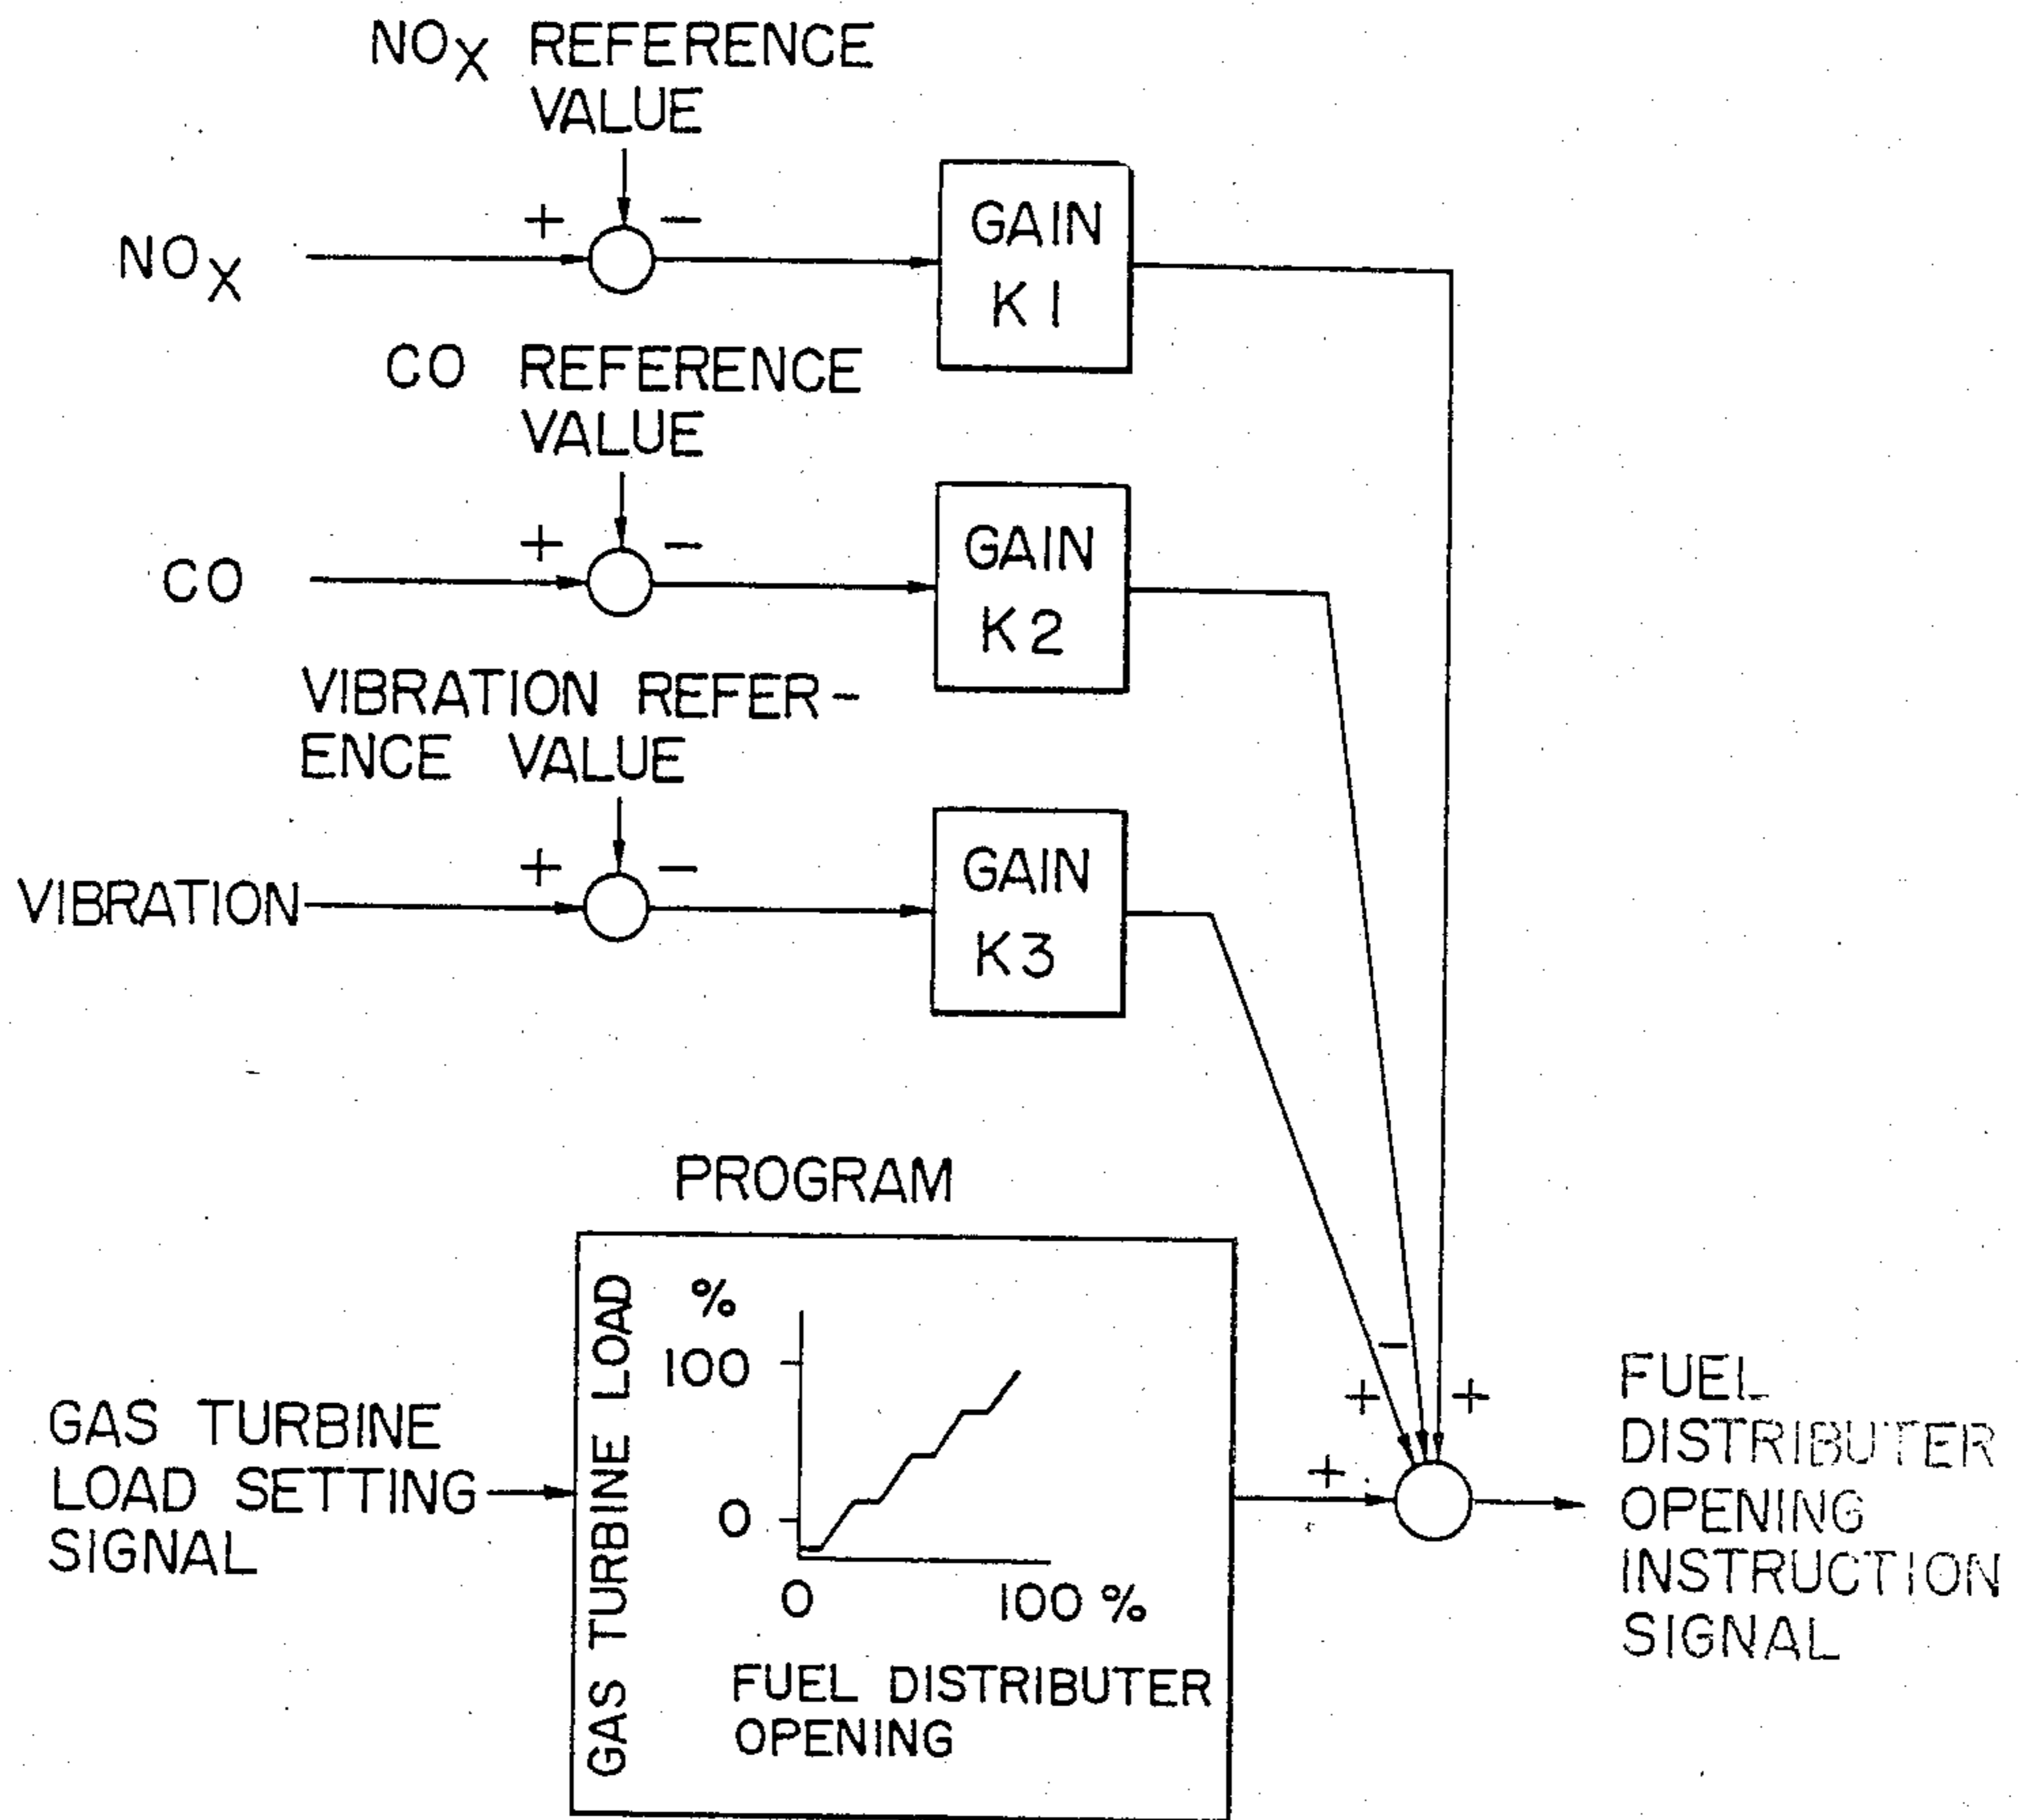 NOX REFERENCE
VALUE
+ −
NOX
GAIN
K1
CO REFERENCE
VALUE
+ −
CO
GAIN
K2
VIBRATION REFER-
ENCE VALUE
+ −
VIBRATION
GAIN
K3
PROGRAM
GAS TURBINE
LOAD SETTING
SIGNAL
GAS TURBINE LOAD
%
100
0
0
100 %
FUEL DISTRIBUTER
OPENING
−
+ +
+
FUEL
DISTRIBUTER
OPENING
INSTRUCTION
SIGNAL